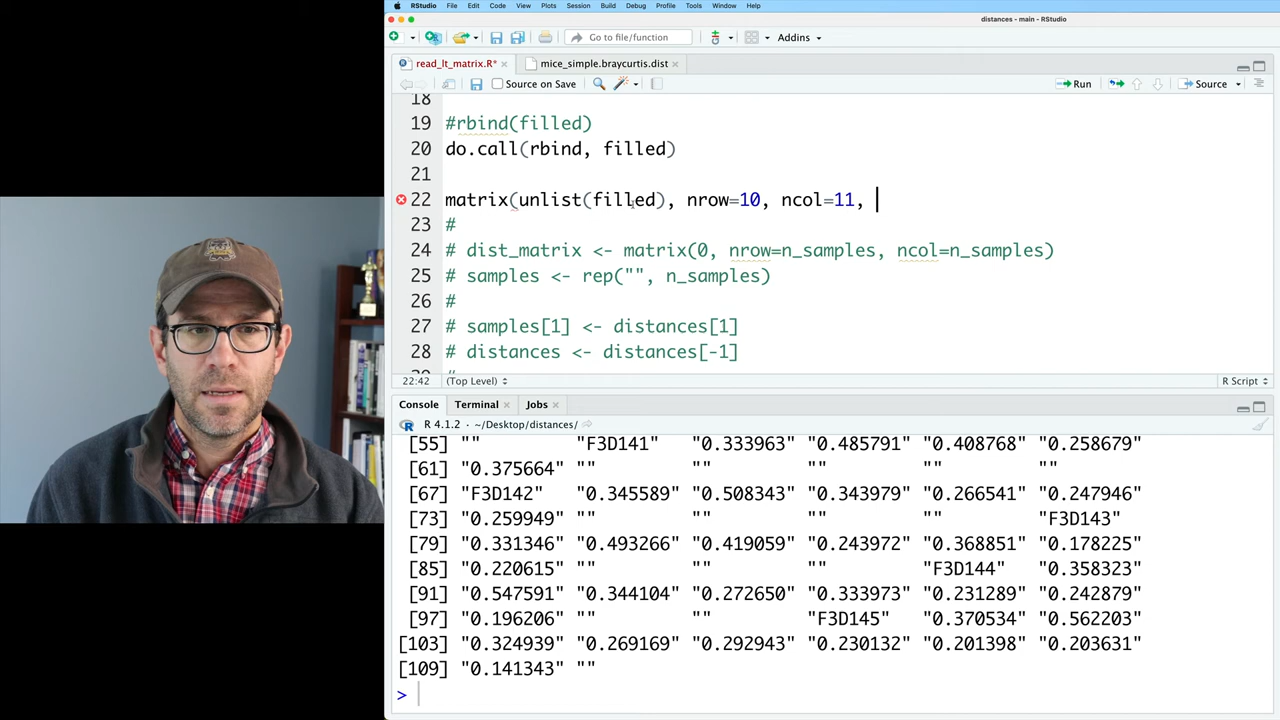 RStudio File Edit Code View Plots Session Build Debug Profile Tools Window Help
distances - main - RStudio
Go to file/function Addins
read_lt_matrix.R* mice_simple.braycurtis.dist
Source on Save Run Source
18
19 #rbind(filled)
20 do.call(rbind, filled)
21
22 matrix(unlist(filled), nrow=10, ncol=11,
23 #
24 # dist_matrix <- matrix(0, nrow=n_samples, ncol=n_samples)
25 # samples <- rep("", n_samples)
26 #
27 # samples[1] <- distances[1]
28 # distances <- distances[-1]
22:42 (Top Level) R Script
Console Terminal Jobs
R 4.1.2 · ~/Desktop/distances/
[55] "" "F3D141" "0.333963" "0.485791" "0.408768" "0.258679"
[61] "0.375664" "" "" "" "" ""
[67] "F3D142" "0.345589" "0.508343" "0.343979" "0.266541" "0.247946"
[73] "0.259949" "" "" "" "" "F3D143"
[79] "0.331346" "0.493266" "0.419059" "0.243972" "0.368851" "0.178225"
[85] "0.220615" "" "" "" "F3D144" "0.358323"
[91] "0.547591" "0.344104" "0.272650" "0.333973" "0.231289" "0.242879"
[97] "0.196206" "" "" "F3D145" "0.370534" "0.562203"
[103] "0.324939" "0.269169" "0.292943" "0.230132" "0.201398" "0.203631"
[109] "0.141343" ""
>